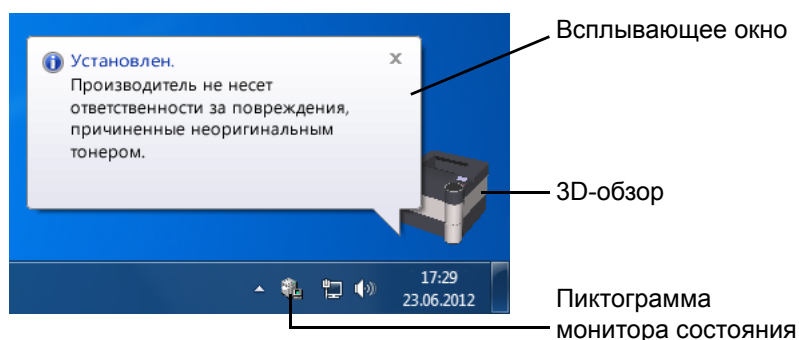 Установлен.
Производитель не несет
ответственности за повреждения,
причиненные неоригинальным
тонером.
Всплывающее окно
3D-обзор
17:29
23.06.2012
Пиктограмма
монитора состояния